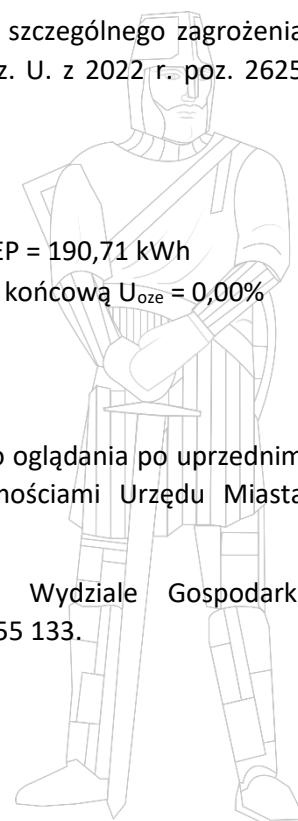 szczególnego zagrożenia
z. U. z 2022 r. poz. 2625
EP = 190,71 kWh
końcową Uoze = 0,00%
o oglądania po uprzednim
nościami Urzędu Miasta
Wydziale Gospodark
55 133.